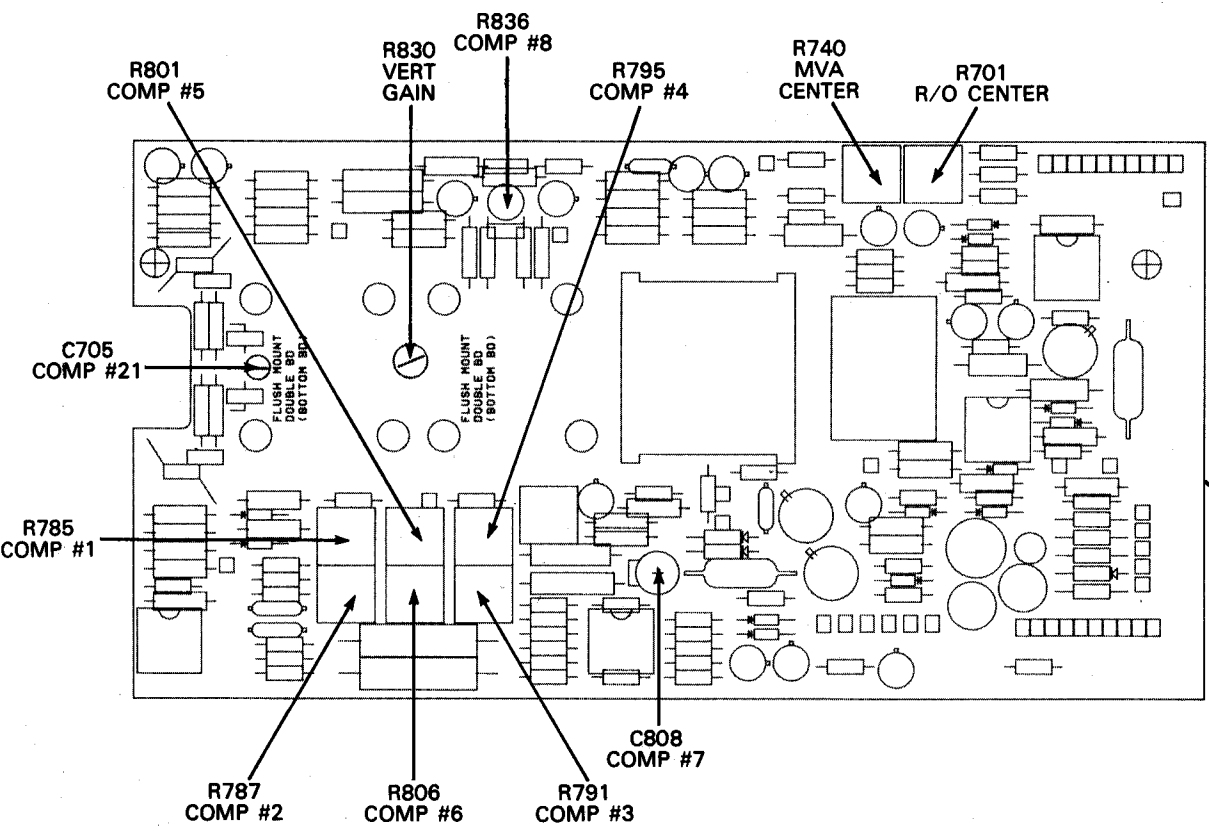 R836
COMP #8
R830
VERT
GAIN
R740
MVA
CENTER
R801
COMP #5
R795
COMP #4
R701
R/O CENTER
C705
COMP #21
FLUSH MOUNT
DOUBLE BD
(BOTTOM BD)
FLUSH MOUNT
DOUBLE BD
(BOTTOM BD)
R785
COMP #1
C808
COMP #7
R787
COMP #2
R806
COMP #6
R791
COMP #3